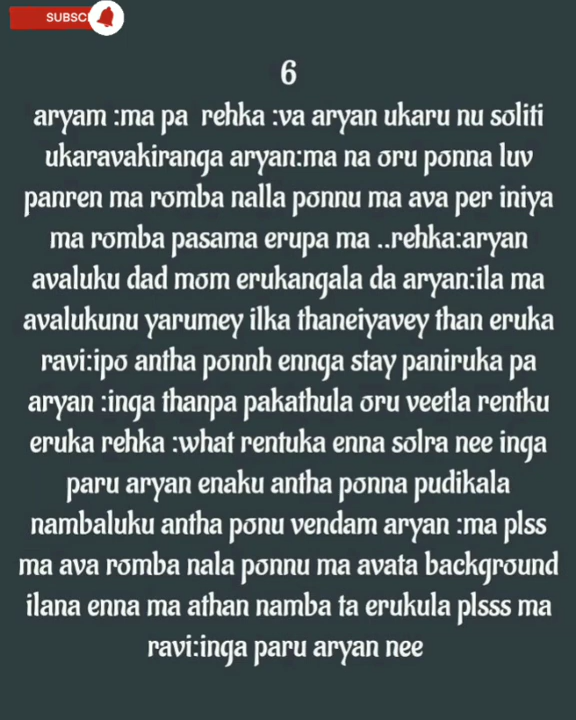 SUBSC
6
aryam :ma pa rehka :va aryan ukaru nu soliti
ukaravakiranga aryan:ma na oru ponna luv
panren ma romba nalla ponnu ma ava per iniya
ma romba pasama erupa ma ..rehka:aryan
avaluku dad mom erukangala da aryan:ila ma
avalukunu yarumey ilka thaneiyavey than eruka
ravi:ipo antha ponnh ennga stay paniruka pa
aryan :inga thanpa pakathula oru veetla rentku
eruka rehka :what rentuka enna solra nee inga
paru aryan enaku antha ponna pudikala
nambaluku antha ponu vendam aryan :ma plss
ma ava romba nala ponnu ma avata background
ilana enna ma athan namba ta erukula plsss ma
ravi:inga paru aryan nee